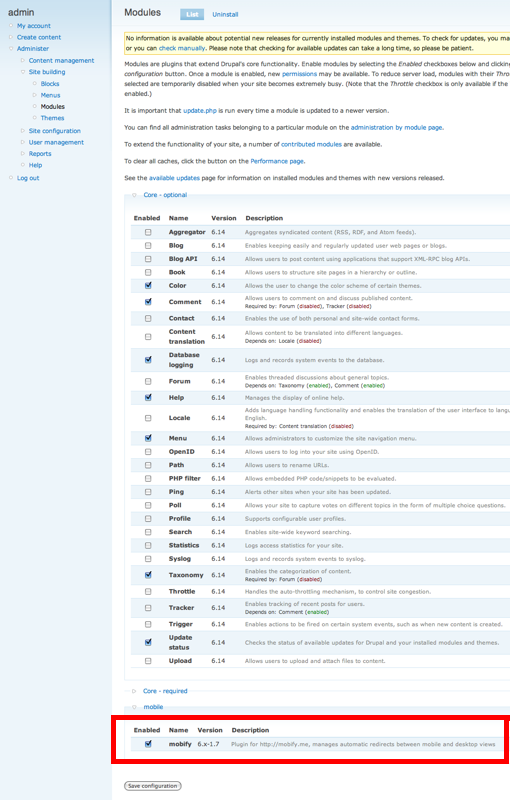 admin
My account
Create content
Administer
Content management
Site building
Blocks
Menus
Modules
Themes
Site configuration
User management
Reports
Help
Log out
Modules
List
Uninstall
No information is available about potential new releases for currently installed modules and themes. To check for updates, you ma
or you can check manually. Please note that checking for available updates can take a long time, so please be patient.
Modules are plugins that extend Drupal's core functionality. Enable modules by selecting the Enabled checkboxes below and clickin
configuration button. Once a module is enabled, new permissions may be available. To reduce server load, modules with their Thro
selected are temporarily disabled when your site becomes extremely busy. (Note that the Throttle checkbox is only available if the
enabled.)
It is important that update.php is run every time a module is updated to a newer version.
You can find all administration tasks belonging to a particular module on the administration by module page.
To extend the functionality of your site, a number of contributed modules are available.
To clear all caches, click the button on the Performance page.
See the available updates page for information on installed modules and themes with new versions released.
Core - optional
Enabled Name Version Description
Aggregator 6.14 Aggregates syndicated content (RSS, RDF, and Atom feeds).
Blog 6.14 Enables keeping easily and regularly updated user web pages or blogs.
Blog API 6.14 Allows users to post content using applications that support XML-RPC blog APIs.
Book 6.14 Allows users to structure site pages in a hierarchy or outline.
Color 6.14 Allows the user to change the color scheme of certain themes.
Comment 6.14 Allows users to comment on and discuss published content.
Required by: Forum (disabled), Tracker (disabled)
Contact 6.14 Enables the use of both personal and site-wide contact forms.
Content translation 6.14 Allows content to be translated into different languages.
Depends on: Locale (disabled)
Database logging 6.14 Logs and records system events to the database.
Forum 6.14 Enables threaded discussions about general topics.
Depends on: Taxonomy (enabled), Comment (enabled)
Help 6.14 Manages the display of online help.
Locale 6.14 Adds language handling functionality and enables the translation of the user interface to langu
English.
Required by: Content translation (disabled)
Menu 6.14 Allows administrators to customize the site navigation menu.
OpenID 6.14 Allows users to log into your site using OpenID.
Path 6.14 Allows users to rename URLs.
PHP filter 6.14 Allows embedded PHP code/snippets to be evaluated.
Ping 6.14 Alerts other sites when your site has been updated.
Poll 6.14 Allows your site to capture votes on different topics in the form of multiple choice questions.
Profile 6.14 Supports configurable user profiles.
Search 6.14 Enables site-wide keyword searching.
Statistics 6.14 Logs access statistics for your site.
Syslog 6.14 Logs and records system events to syslog.
Taxonomy 6.14 Enables the categorization of content.
Required by: Forum (disabled)
Throttle 6.14 Handles the auto-throttling mechanism, to control site congestion.
Tracker 6.14 Enables tracking of recent posts for users.
Depends on: Comment (enabled)
Trigger 6.14 Enables actions to be fired on certain system events, such as when new content is created.
Update status 6.14 Checks the status of available updates for Drupal and your installed modules and themes.
Upload 6.14 Allows users to upload and attach files to content.
Core - required
mobile
Enabled Name Version Description
mobify 6.x-1.7 Plugin for http://mobify.me, manages automatic redirects between mobile and desktop views
Save configuration